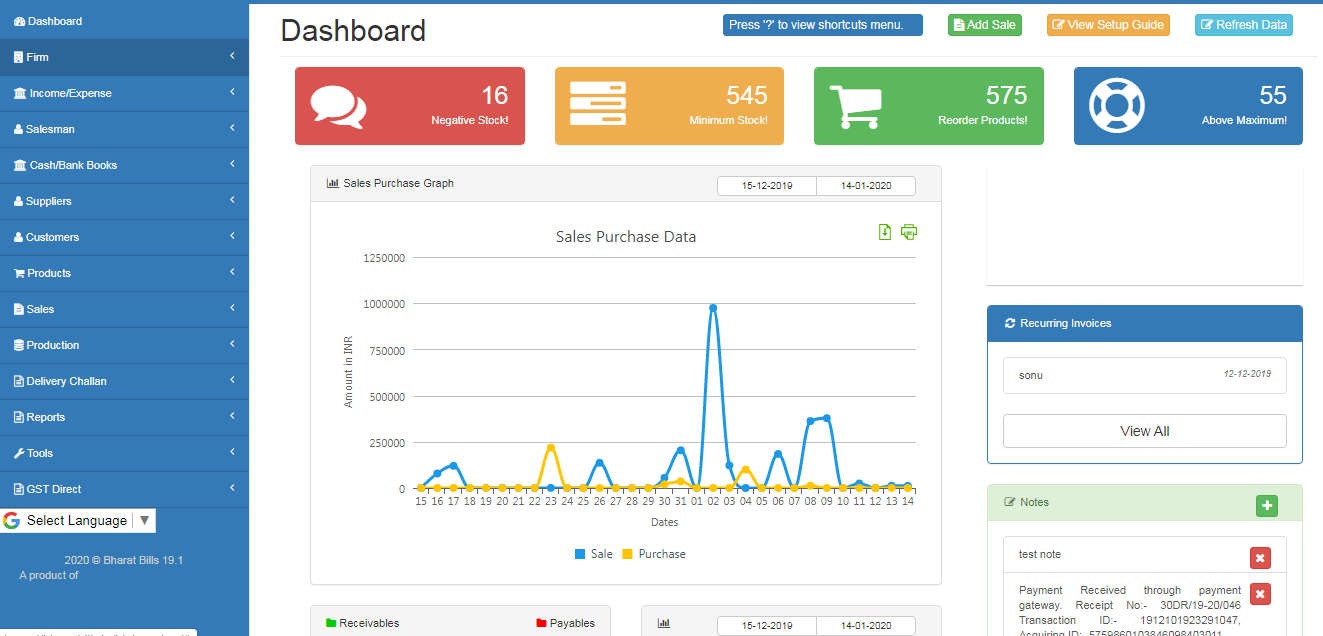 Dashboard
Firm
Income/Expense
Salesman
Cash/Bank Books
Suppliers
Customers
Products
Sales
Production
Delivery Challan
Reports
Tools
GST Direct
Select Language ▼
2020 © Bharat Bills 19.1
A product of
Dashboard
Press '?' to view shortcuts menu.
Add Sale
View Setup Guide
Refresh Data
16
Negative Stock!
545
Minimum Stock!
575
Reorder Products!
55
Above Maximum!
Sales Purchase Graph
15-12-2019 14-01-2020
Sales Purchase Data
Amount in INR
1250000
1000000
750000
500000
250000
0
15 16 17 18 19 20 21 22 23 24 25 26 27 28 29 30 31 01 02 03 04 05 06 07 08 09 10 11 12 13 14
Dates
Sale Purchase
Receivables Payables
15-12-2019 14-01-2020
Recurring Invoices
sonu 12-12-2019
View All
Notes
test note
Payment Received through payment
gateway. Receipt No:- 30DR/19-20/046
Transaction ID:- 1912101923291047,
Acquiring ID:- 5759860103846098403011